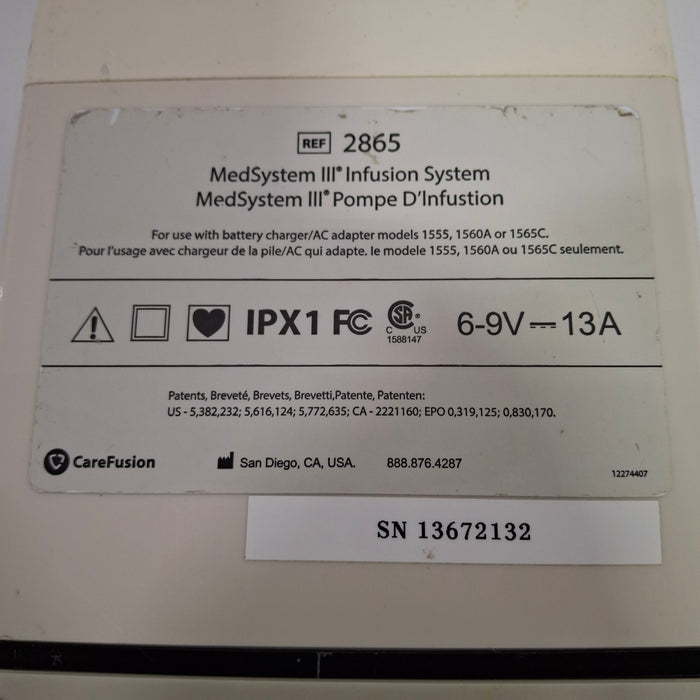 REF 2865
MedSystem III® Infusion System
MedSystem III® Pompe D'Infustion
For use with battery charger/AC adapter models 1555, 1560A or 1565C.
Pour l'usage avec chargeur de la pile/AC qui adapte. le modele 1555, 1560A ou 1565C seulement.
IPX1 FC C SA® US 6-9V⎓13A
1588147
Patents, Breveté, Brevets, Brevetti,Patente, Patenten:
US - 5,382,232; 5,616,124; 5,772,635; CA - 2221160; EPO 0,319,125; 0,830,170.
CareFusion San Diego, CA, USA. 888.876.4287 12274407
SN 13672132